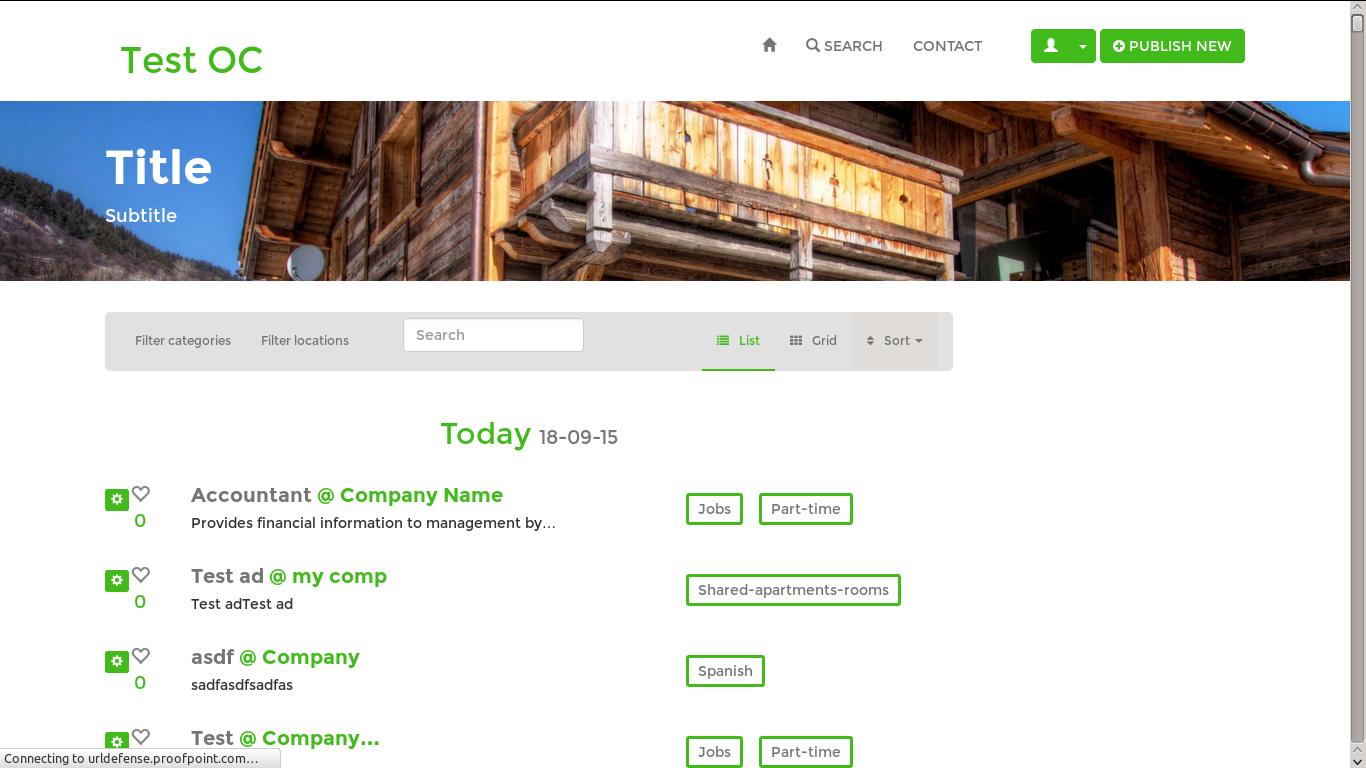 Test OC
SEARCH
CONTACT
PUBLISH NEW
Title
Subtitle
Filter categories
Filter locations
Search
List
Grid
Sort
Today 18-09-15
Accountant @ Company Name
0
Provides financial information to management by...
Jobs
Part-time
Test ad @ my comp
0
Test adTest ad
Shared-apartments-rooms
asdf @ Company
0
sadfasdfsadfas
Spanish
Test @ Company...
Jobs
Part-time
Connecting to urldefense.proofpoint.com...